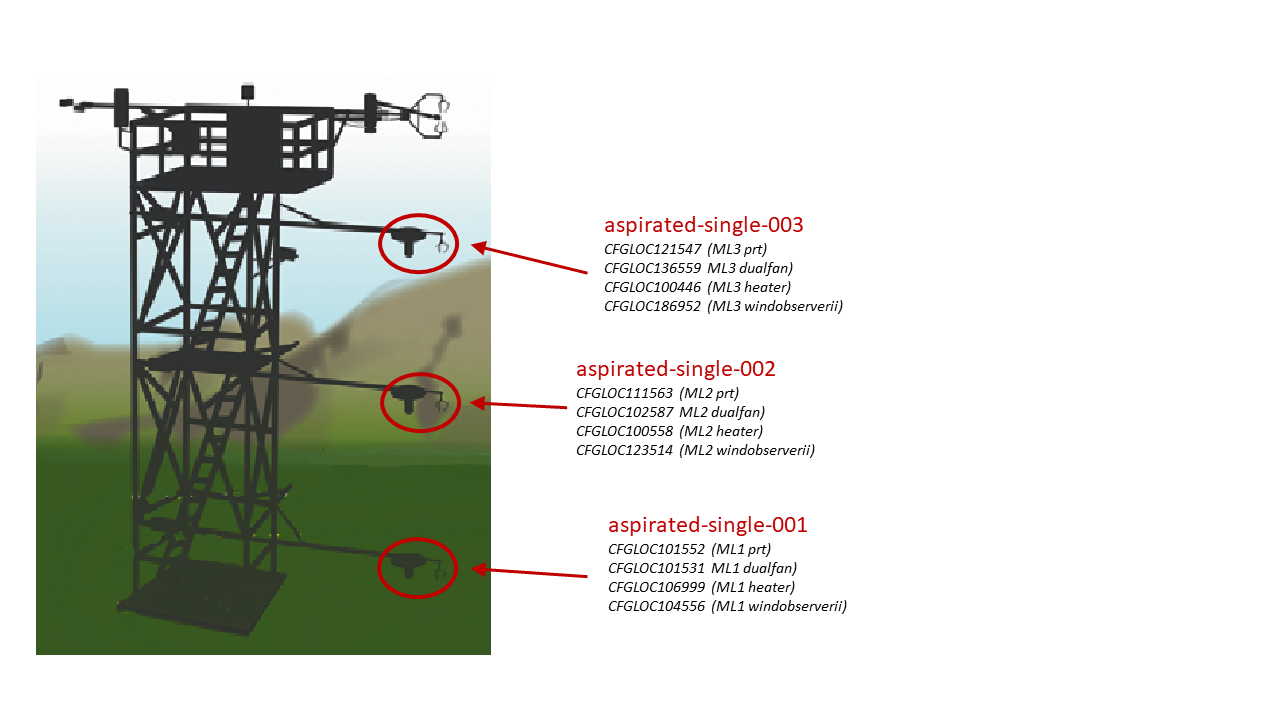 aspirated-single-003
CFGLOC121547 (ML3 prt)
CFGLOC136559 ML3 dualfan)
CFGLOC100446 (ML3 heater)
CFGLOC186952 (ML3 windobserverii)
aspirated-single-002
CFGLOC111563 (ML2 prt)
CFGLOC102587 ML2 dualfan)
CFGLOC100558 (ML2 heater)
CFGLOC123514 (ML2 windobserverii)
aspirated-single-001
CFGLOC101552 (ML1 prt)
CFGLOC101531 ML1 dualfan)
CFGLOC106999 (ML1 heater)
CFGLOC104556 (ML1 windobserverii)